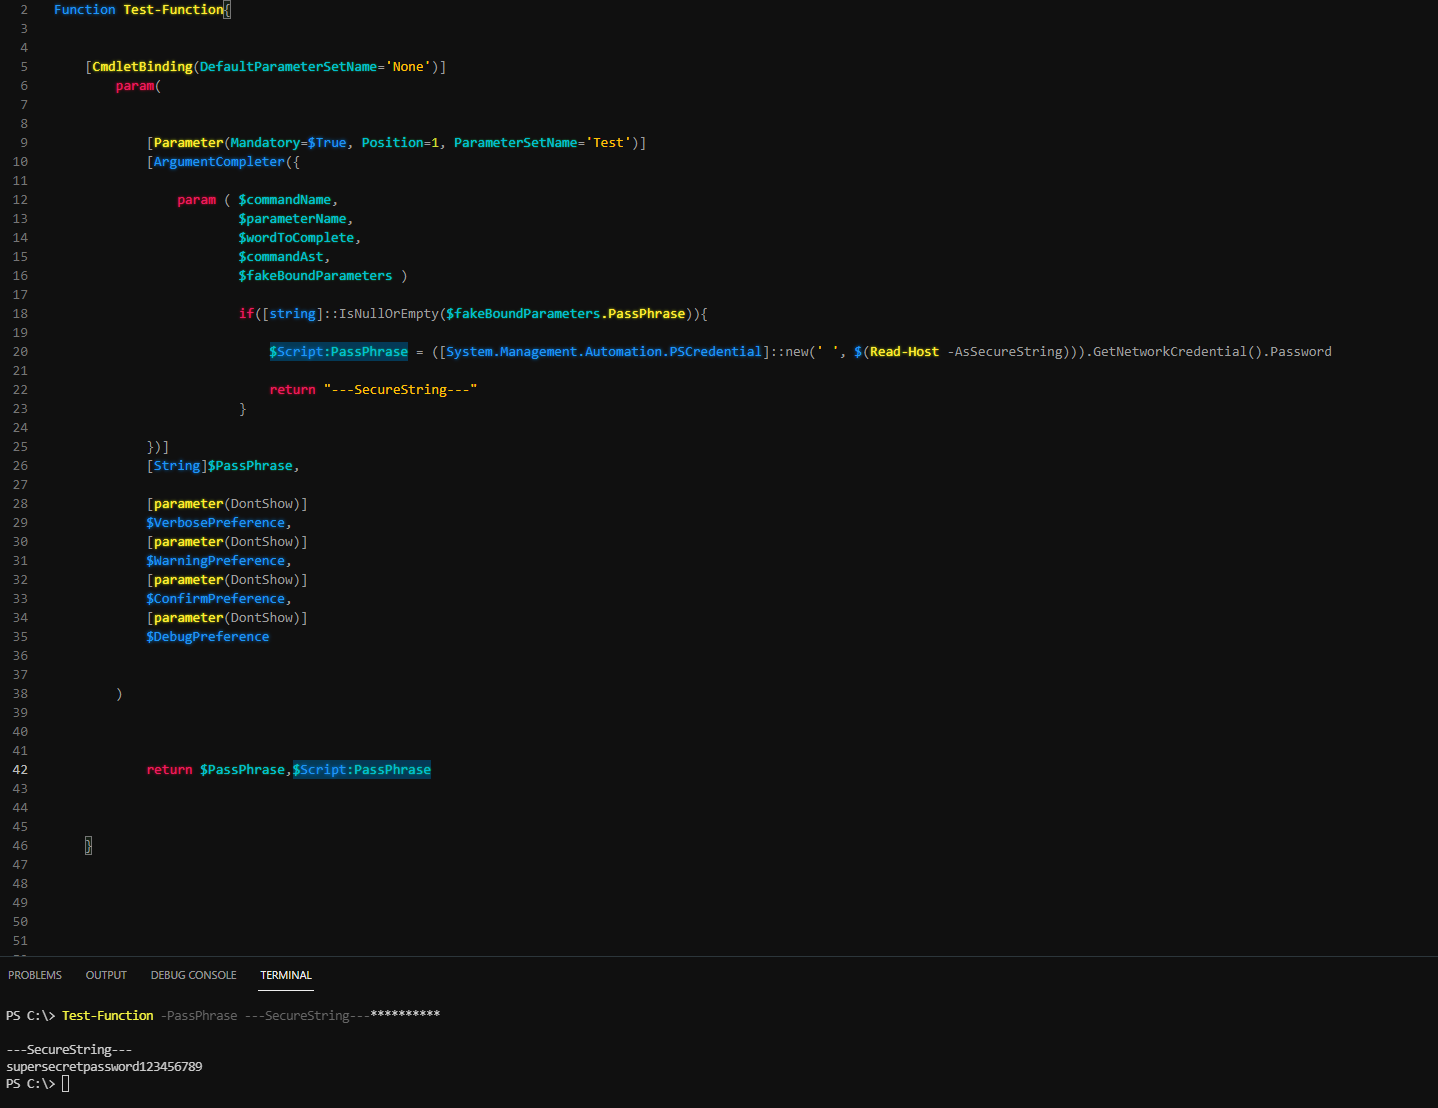 2 Function Test-Function{
3
4
5 [CmdletBinding(DefaultParameterSetName='None')]
6 param(
7
8
9 [Parameter(Mandatory=$True, Position=1, ParameterSetName='Test')]
10 [ArgumentCompleter({
11
12 param ( $commandName,
13 $parameterName,
14 $wordToComplete,
15 $commandAst,
16 $fakeBoundParameters )
17
18 if([string]::IsNullOrEmpty($fakeBoundParameters.PassPhrase)){
19
20 $Script:PassPhrase = ([System.Management.Automation.PSCredential]::new(' ', $(Read-Host -AsSecureString))).GetNetworkCredential().Password
21
22 return "---SecureString---"
23 }
24
25 })]
26 [String]$PassPhrase,
27
28 [parameter(DontShow)]
29 $VerbosePreference,
30 [parameter(DontShow)]
31 $WarningPreference,
32 [parameter(DontShow)]
33 $ConfirmPreference,
34 [parameter(DontShow)]
35 $DebugPreference
36
37
38 )
39
40
41
42 return $PassPhrase,$Script:PassPhrase
43
44
45
46 }
47
48
49
50
51
PROBLEMS OUTPUT DEBUG CONSOLE TERMINAL
PS C:\> Test-Function -PassPhrase ---SecureString---**********
---SecureString---
supersecretpassword123456789
PS C:\>